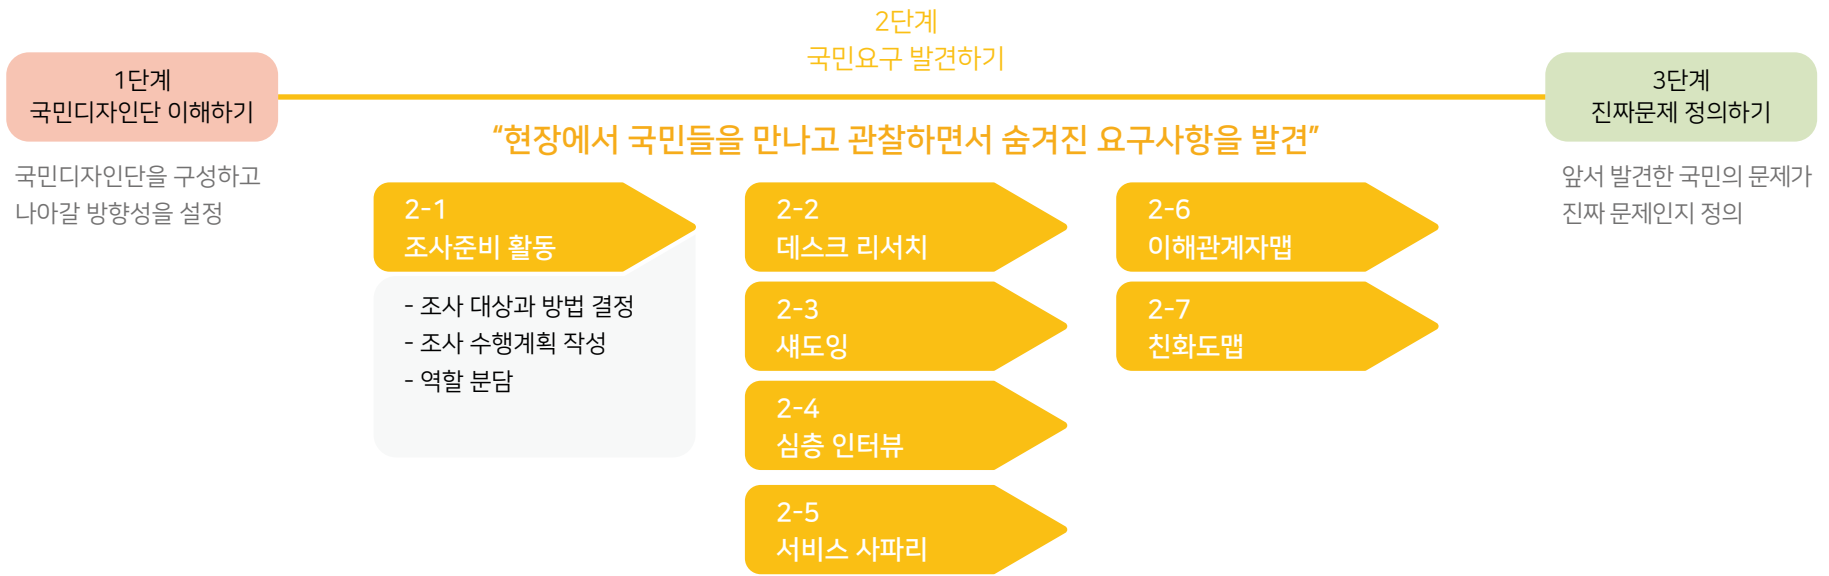 2단계
국민요구 발견하기
1단계
국민디자인단 이해하기
3단계
진짜문제 정의하기
“현장에서 국민들을 만나고 관찰하면서 숨겨진 요구사항을 발견”
국민디자인단을 구성하고
나아갈 방향성을 설정
앞서 발견한 국민의 문제가
진짜 문제인지 정의
2-1
조사준비 활동
- 조사 대상과 방법 결정
- 조사 수행계획 작성
- 역할 분담
2-2
데스크 리서치
2-3
섀도잉
2-4
심층 인터뷰
2-5
서비스 사파리
2-6
이해관계자맵
2-7
친화도맵